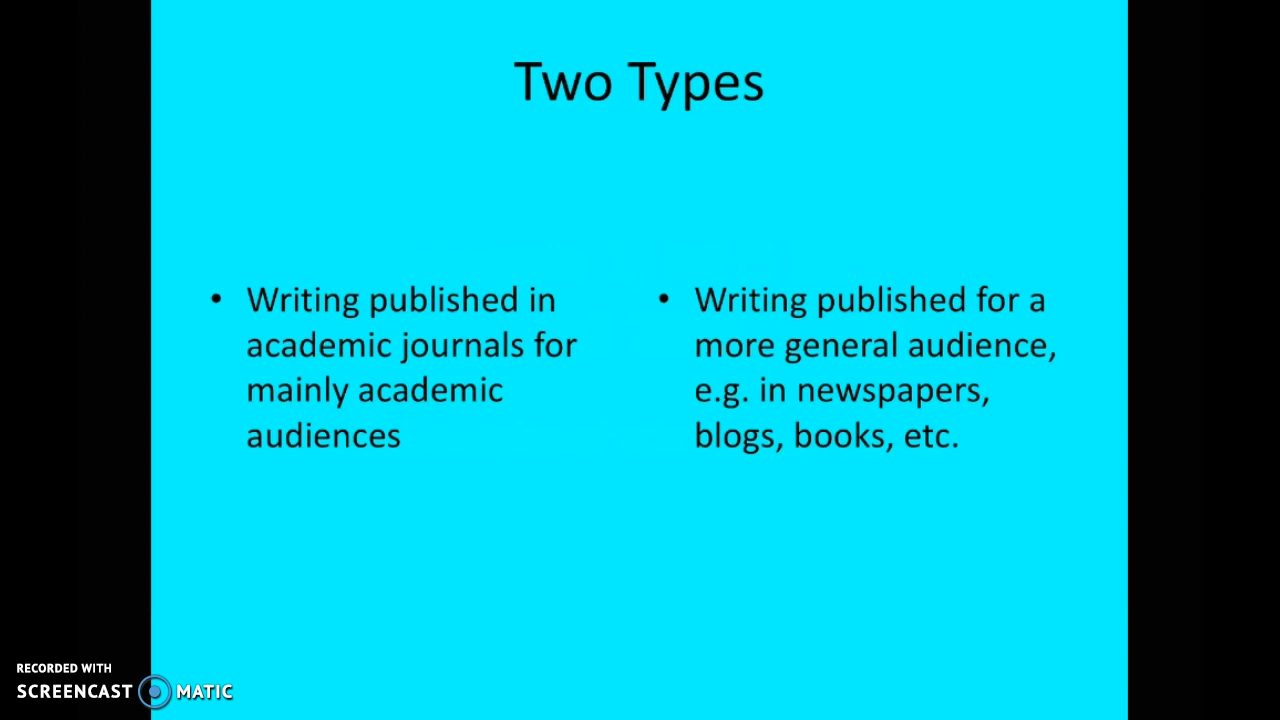 Two Types
• Writing published in
academic journals for
mainly academic
audiences
• Writing published for a
more general audience,
e.g. in newspapers,
blogs, books, etc.
RECORDED WITH
SCREENCAST MATIC